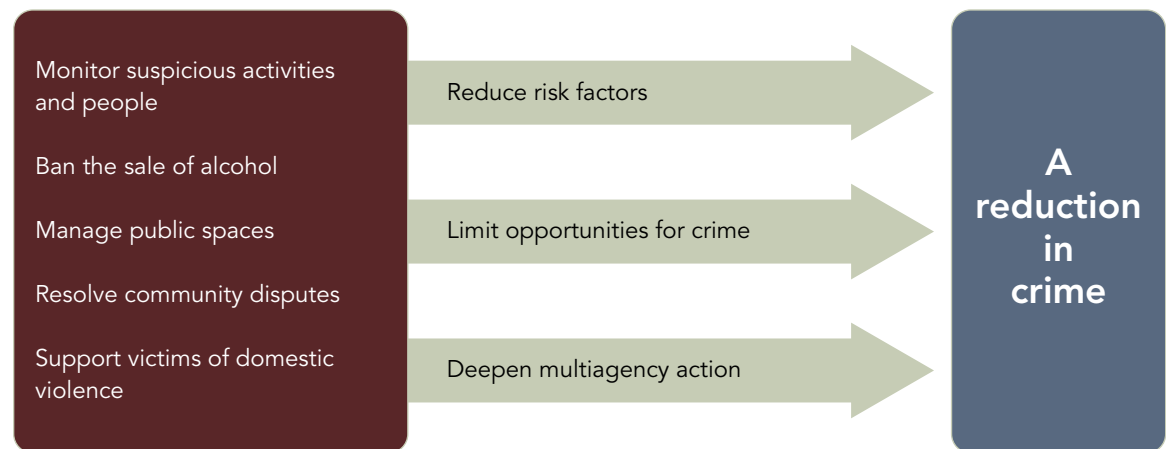 Monitor suspicious activities
and people
Ban the sale of alcohol
Manage public spaces
Resolve community disputes
Support victims of domestic
violence
Reduce risk factors
Limit opportunities for crime
Deepen multiagency action
A
reduction
in
crime